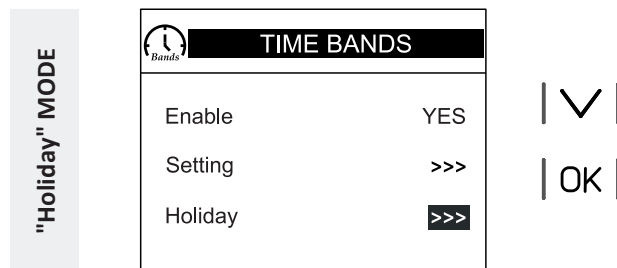 "Holiday" MODE
Bands
TIME BANDS
Enable YES
Setting >>>
Holiday >>>
OK